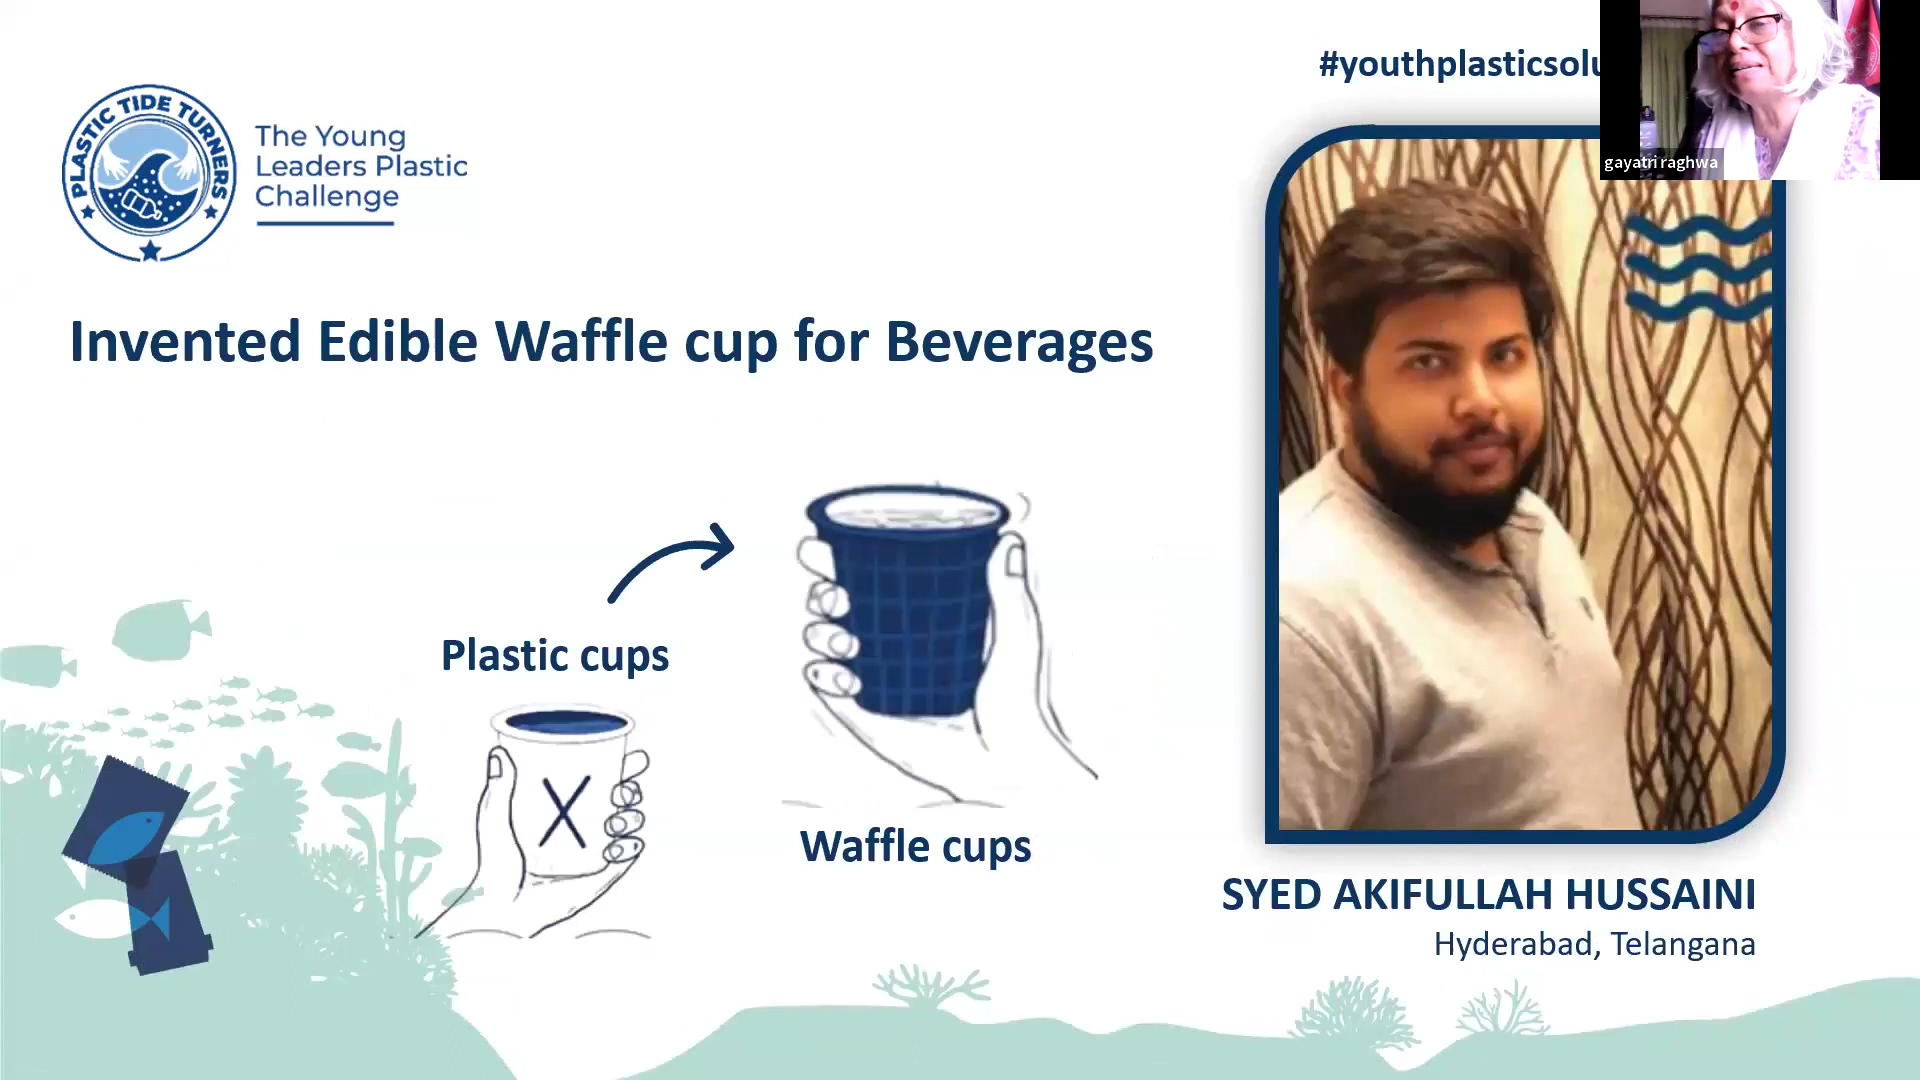 #youthplasticsolu
gayatri raghwa
PLASTIC TIDE TURNERS
The Young
Leaders Plastic
Challenge
Invented Edible Waffle cup for Beverages
Plastic cups
X
Waffle cups
SYED AKIFULLAH HUSSAINI
Hyderabad, Telangana